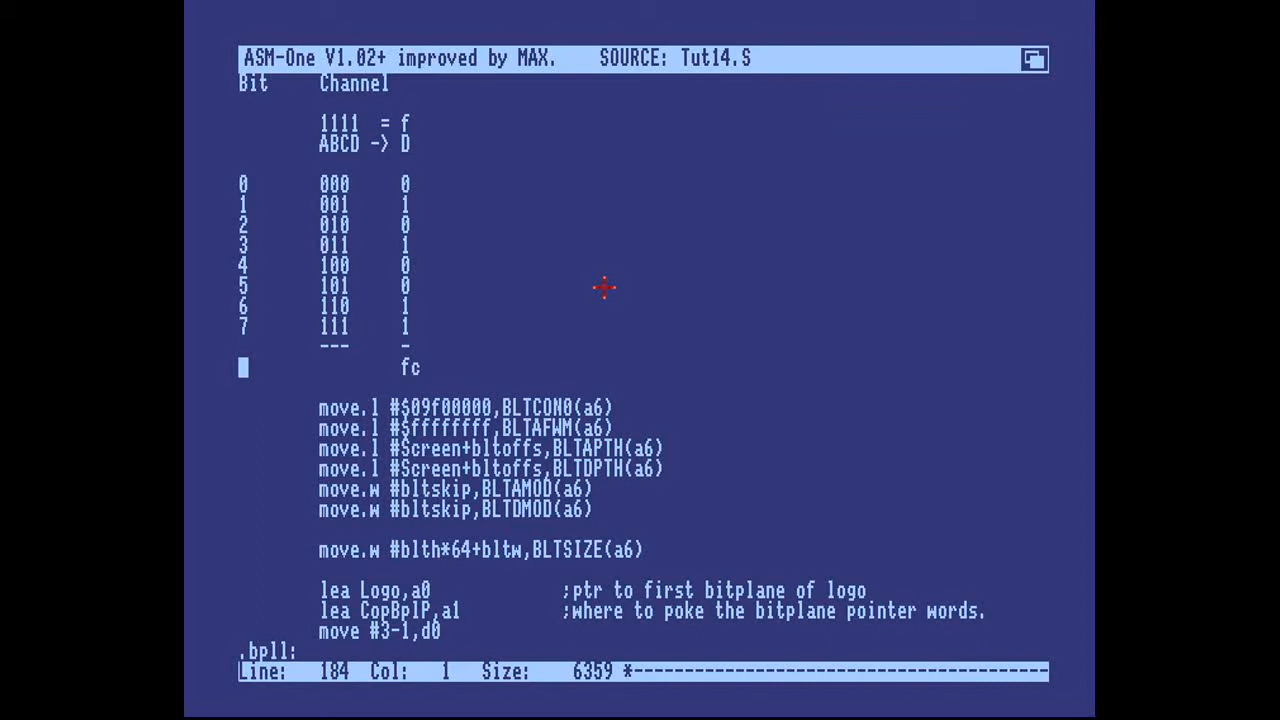 ASM-One V1.02+ improved by MAX. SOURCE: Tut14.S
Bit Channel
1111 = f
ABCD -> D
0 000 0
1 001 1
2 010 0
3 011 1
4 100 0
5 101 0
6 110 1
7 111 1
--- -
fc
move.l #$09f00000,BLTCON0(a6)
move.l #$ffffffff,BLTAFWM(a6)
move.l #Screen+bltoffs,BLTAPTH(a6)
move.l #Screen+bltoffs,BLTDPTH(a6)
move.w #bltskip,BLTAMOD(a6)
move.w #bltskip,BLTDMOD(a6)
move.w #blth*64+bltw,BLTSIZE(a6)
lea Logo,a0 ;ptr to first bitplane of logo
lea CopBplP,a1 ;where to poke the bitplane pointer words.
move #3-1,d0
.bpll:
Line: 184 Col: 1 Size: 6359 *-----------------------------------------